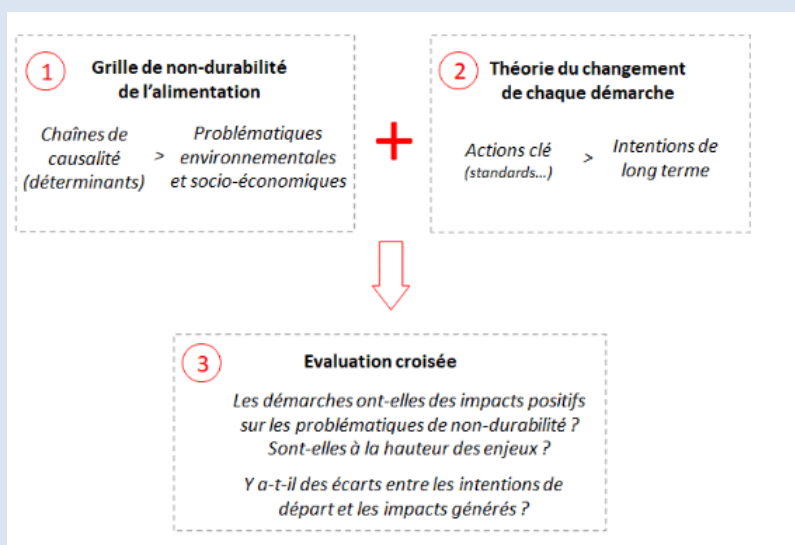 1
Grille de non-durabilité
de l'alimentation
Chaînes de
causalité
(déterminants)
>
Problématiques
environnementales
et socio-économiques
+
2
Théorie du changement
de chaque démarche
Actions clé
(standards...)
>
Intentions de
long terme
3
Evaluation croisée
Les démarches ont-elles des impacts positifs
sur les problématiques de non-durabilité ?
Sont-elles à la hauteur des enjeux ?
Y a-t-il des écarts entre les intentions de
départ et les impacts générés ?